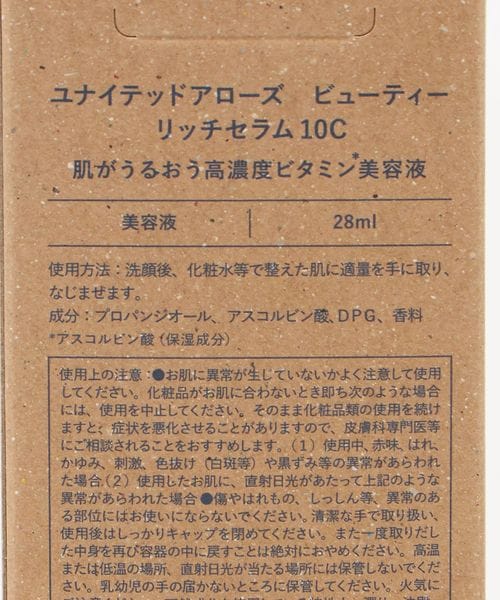 ユナイテッドアローズ　ビューティー
リッチセラム10C
肌がうるおう高濃度ビタミン*美容液
美容液　28ml
使用方法：洗顔後、化粧水等で整えた肌に適量を手に取り、
なじませます。
成分：プロパンジオール、アスコルビン酸、DPG、香料
*アスコルビン酸（保湿成分）
使用上の注意：●お肌に異常が生じていないかよく注意して使用
してください。化粧品がお肌に合わないとき即ち次のような場合
には、使用を中止してください。そのまま化粧品類の使用を続け
ますと、症状を悪化させることがありますので、皮膚科専門医等
にご相談されることをおすすめします。（1）使用中、赤味、はれ、
かゆみ、刺激、色抜け（白斑等）や黒ずみ等の異常があらわれ
た場合（2）使用したお肌に、直射日光があたって上記のような
異常があらわれた場合●傷やはれもの、しっしん等、異常のあ
る部位にはお使いにならないでください。清潔な手で取り扱い、
使用後はしっかりキャップを閉めてください。また一度取りだし
た中身を再び容器の中に戻すことは絶対におやめください。高温
または低温の場所、直射日光が当たる場所には保管しないでくだ
さい。乳幼児の手の届かないところに保管してください。火気に